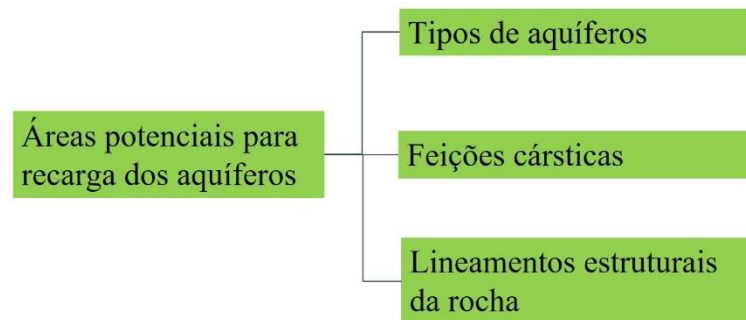 Áreas potenciais para
recarga dos aquíferos
Tipos de aquíferos
Feições cársticas
Lineamentos estruturais
da rocha